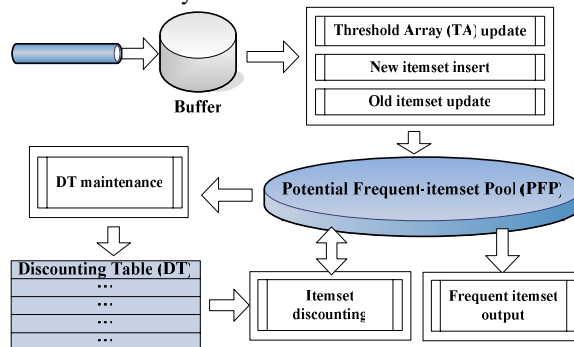 Buffer
Threshold Array (TA) update
New itemset insert
Old itemset update
DT maintenance
Potential Frequent-itemset Pool (PFP)
Discounting Table (DT)
...
...
...
...
Itemset
discounting
Frequent itemset
output